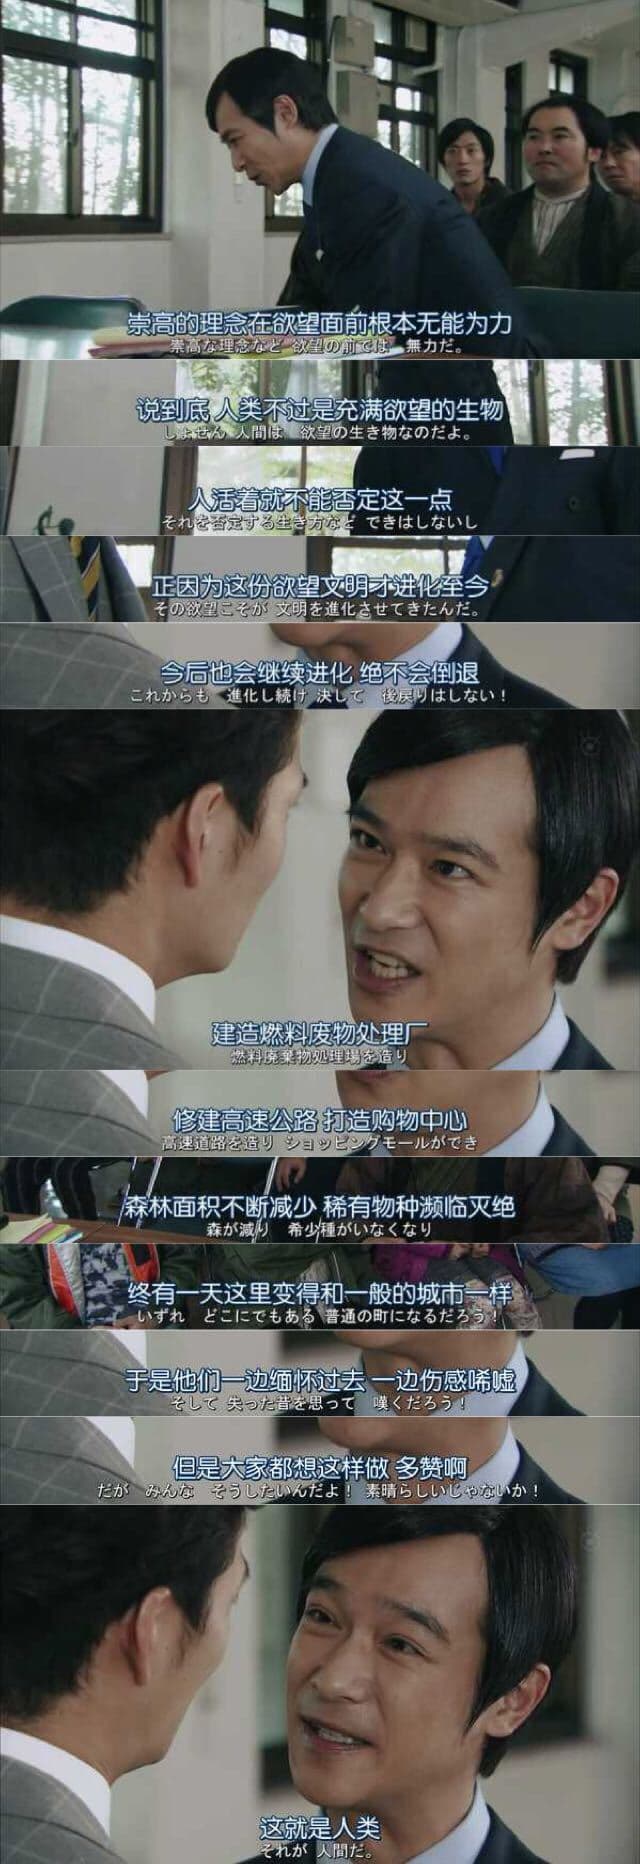 崇高的理念在欲望面前根本无能为力
崇高な理念など 欲望の前では 無力だ。
说到底 人类不过是充满欲望的生物
しょせん 人間は 欲望の生き物なのだよ。
人活着就不能否定这一点
それを否定する生き方など できはしないし
正因为这份欲望文明才进化至今
その欲望こそが 文明を進化させてきたんだ。
今后也会继续进化 绝不会倒退
これからも 進化し続け 決して 後戻りはしない!
建造燃料废物处理厂
燃料廃棄物処理場を造り
修建高速公路 打造购物中心
高速道路を造り ショッピングモールができ
森林面积不断减少 稀有物种濒临灭绝
森が減り 希少種がいなくなり
终有一天这里变得和一般的城市一样
いずれ どこにでもある 普通の町になるだろう!
于是他们一边缅怀过去 一边伤感唏嘘
そして 失った昔を思って 嘆くだろう!
但是大家都想这样做 多赞啊
だが みんな そうしたいんだよ! 素晴らしいじゃないか!
这就是人类
それが 人間だ。